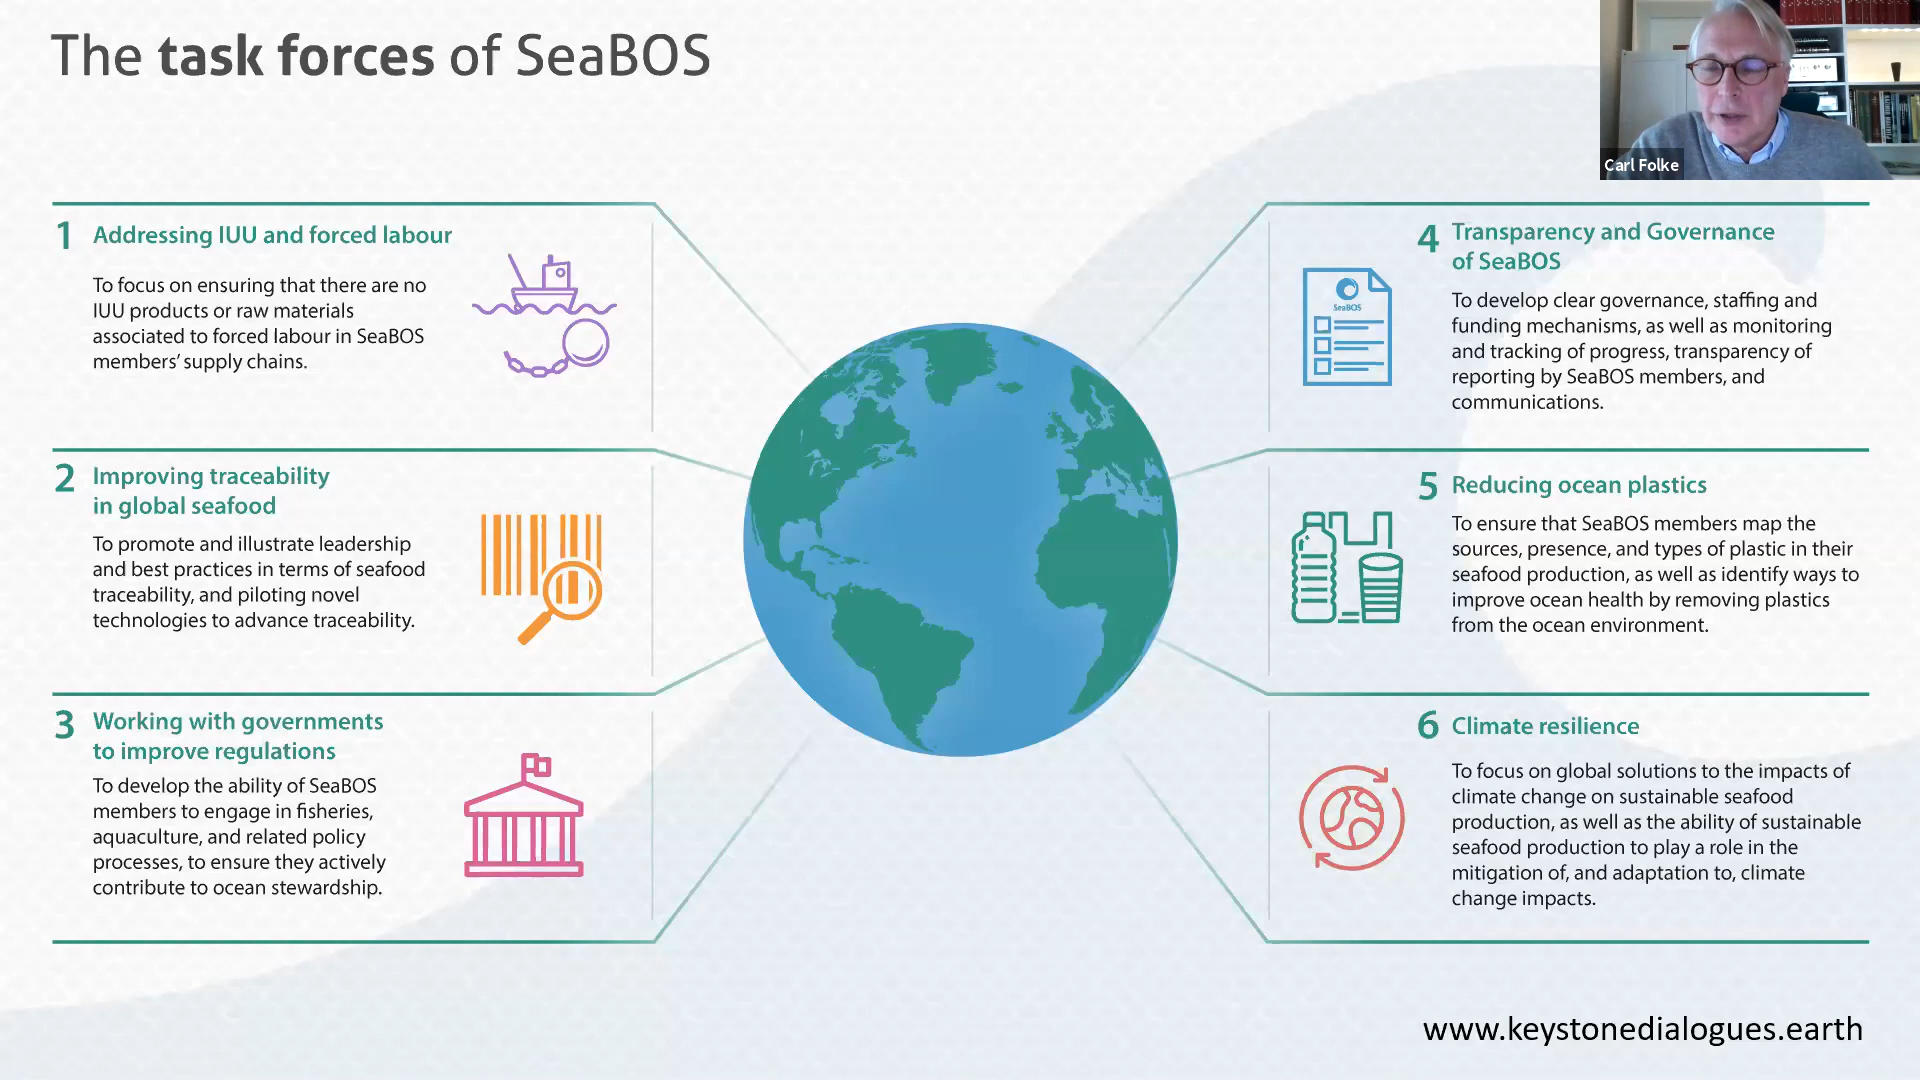 The task forces of SeaBOS
Carl Folke
1 Addressing IUU and forced labour
To focus on ensuring that there are no
IUU products or raw materials
associated to forced labour in SeaBOS
members' supply chains.
2 Improving traceability
in global seafood
To promote and illustrate leadership
and best practices in terms of seafood
traceability, and piloting novel
technologies to advance traceability.
3 Working with governments
to improve regulations
To develop the ability of SeaBOS
members to engage in fisheries,
aquaculture, and related policy
processes, to ensure they actively
contribute to ocean stewardship.
4 Transparency and Governance
of SeaBOS
SeaBOS
To develop clear governance, staffing and
funding mechanisms, as well as monitoring
and tracking of progress, transparency of
reporting by SeaBOS members, and
communications.
5 Reducing ocean plastics
To ensure that SeaBOS members map the
sources, presence, and types of plastic in their
seafood production, as well as identify ways to
improve ocean health by removing plastics
from the ocean environment.
6 Climate resilience
To focus on global solutions to the impacts of
climate change on sustainable seafood
production, as well as the ability of sustainable
seafood production to play a role in the
mitigation of, and adaptation to, climate
change impacts.
www.keystonedialogues.earth